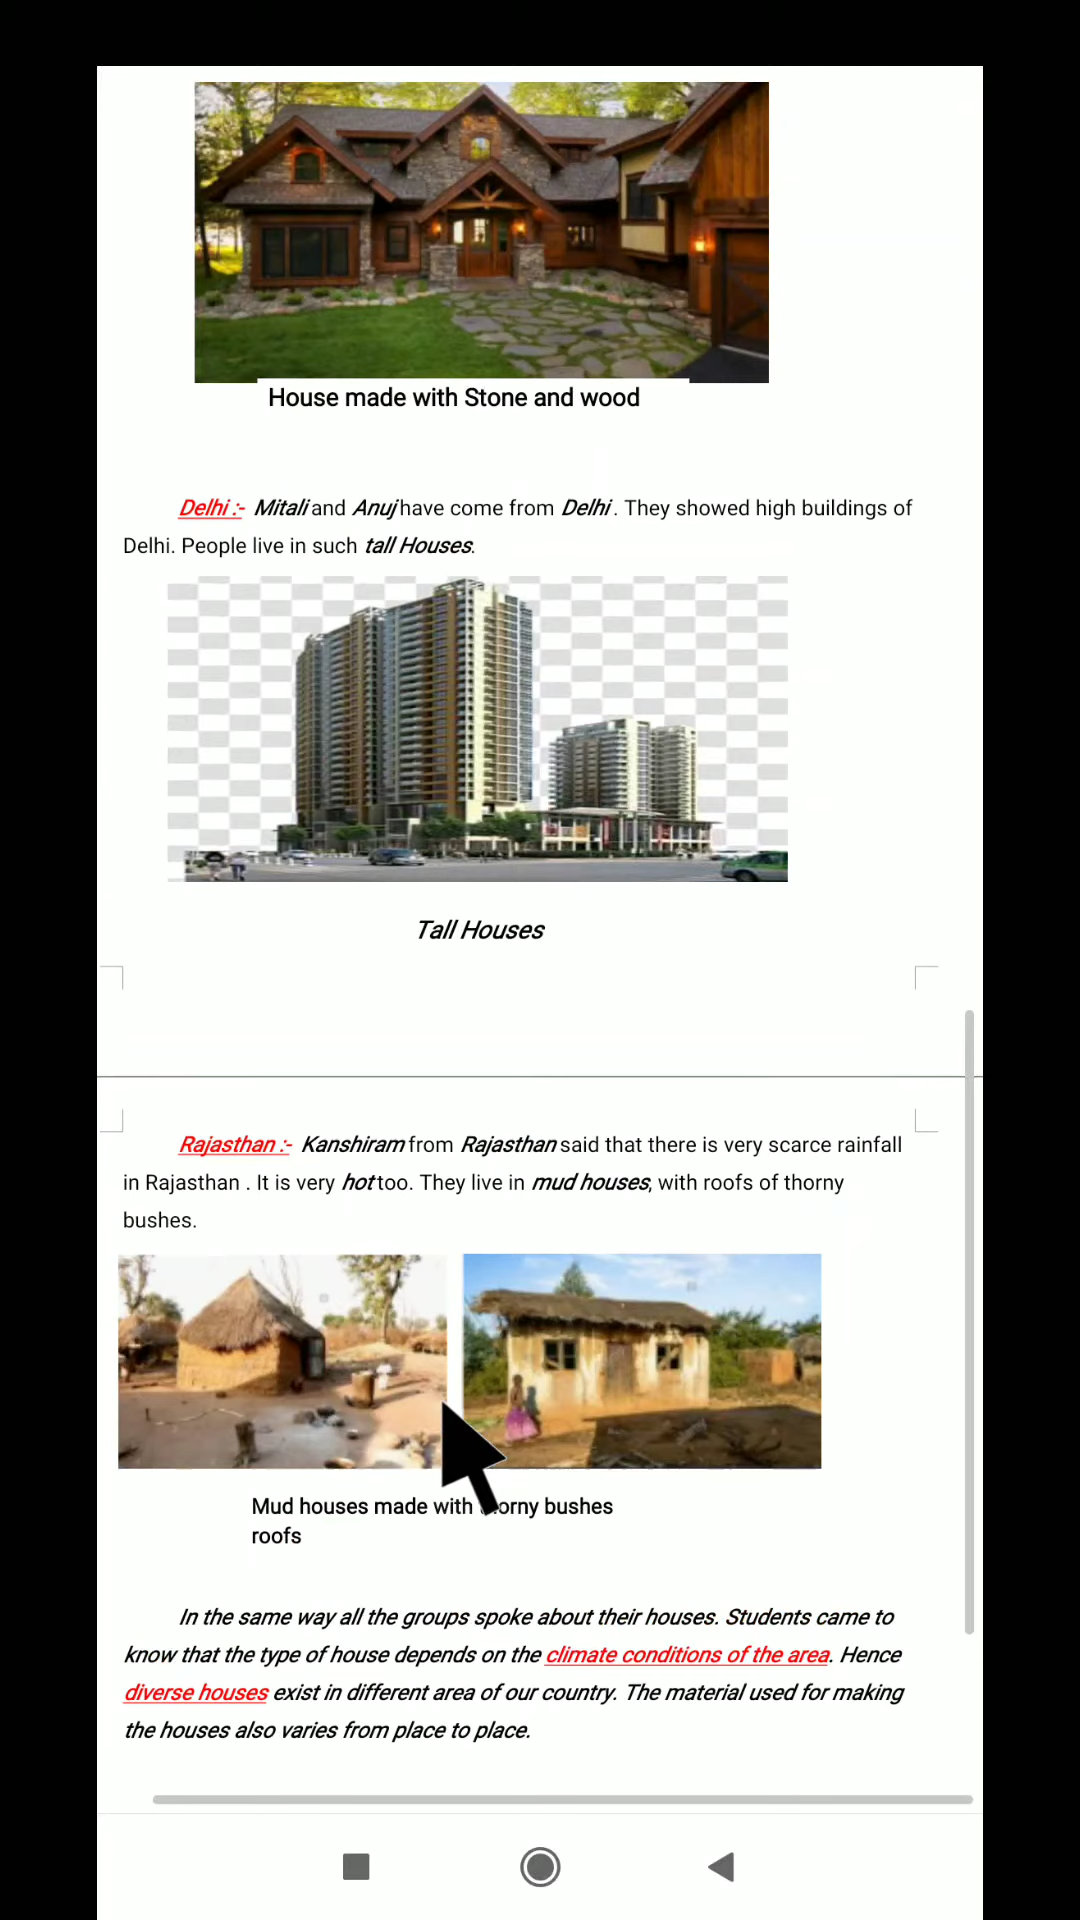 House made with Stone and wood
Delhi :- Mitali and Anuj have come from Delhi . They showed high buildings of
Delhi. People live in such tall Houses.
Tall Houses
Rajasthan :- Kanshiram from Rajasthan said that there is very scarce rainfall
in Rajasthan . It is very hot too. They live in mud houses, with roofs of thorny
bushes.
Mud houses made with orny bushes
roofs
In the same way all the groups spoke about their houses. Students came to
know that the type of house depends on the climate conditions of the area. Hence
diverse houses exist in different area of our country. The material used for making
the houses also varies from place to place.